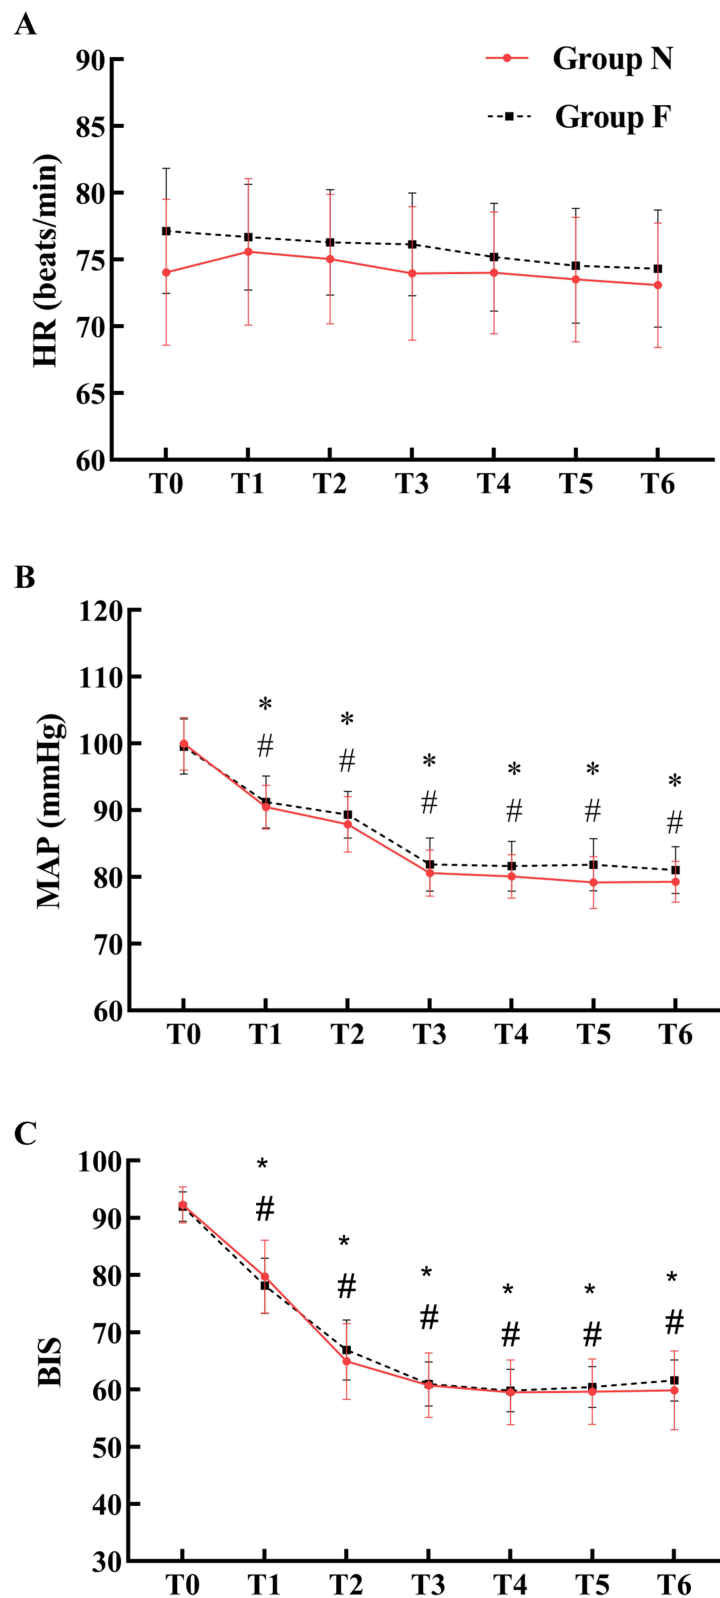 A
Group N
Group F
HR (beats/min)
90
85
80
75
70
65
60
T0 T1 T2 T3 T4 T5 T6
B
MAP (mmHg)
120
110
100
90
80
70
60
* * * * * *
# # # # # #
T0 T1 T2 T3 T4 T5 T6
C
BIS
100
90
80
70
60
50
40
30
* * * * * *
# # # # # #
T0 T1 T2 T3 T4 T5 T6